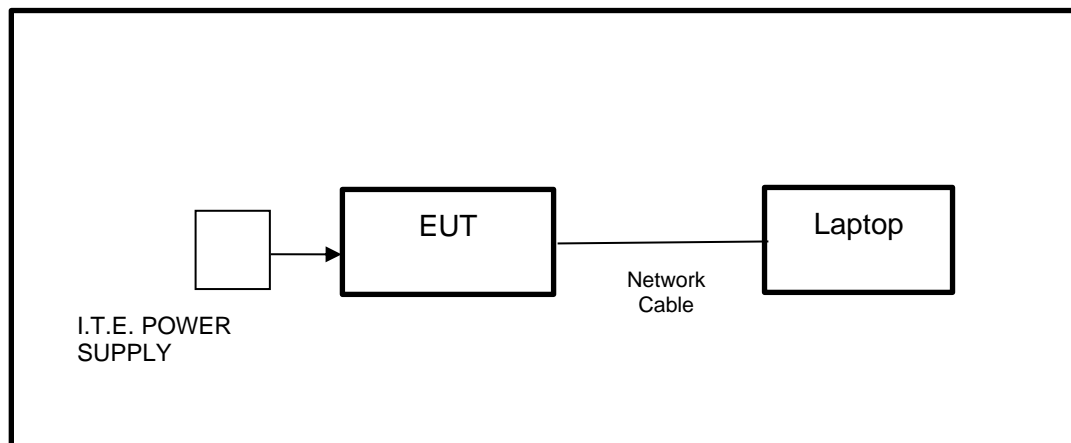 EUT
Laptop
Network
Cable
I.T.E. POWER
SUPPLY